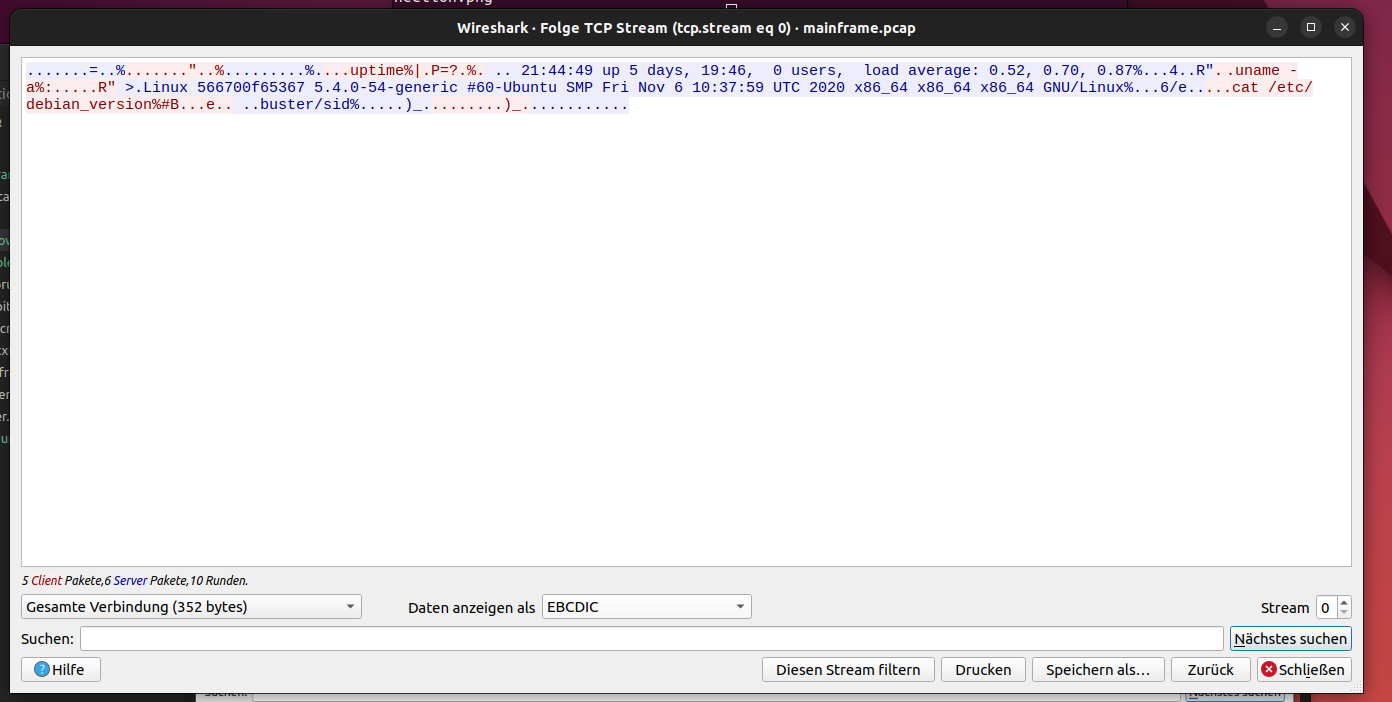 Wireshark · Folge TCP Stream (tcp.stream eq 0) · mainframe.pcap
.......=..%......."..%.........%....uptime%|.P=?.%. .. 21:44:49 up 5 days, 19:46,  0 users,  load average: 0.52, 0.70, 0.87%...4..R"..uname -
a%:.....R" >.Linux 566700f65367 5.4.0-54-generic #60-Ubuntu SMP Fri Nov 6 10:37:59 UTC 2020 x86_64 x86_64 x86_64 GNU/Linux%...6/e.....cat /etc/
debian_version%#B...e.. ..buster/sid%.....)_.........)_............
5 Client Pakete,6 Server Pakete,10 Runden.
Gesamte Verbindung (352 bytes)
Daten anzeigen als
EBCDIC
Stream
0
Suchen:
Nächstes suchen
Hilfe
Diesen Stream filtern
Drucken
Speichern als…
Zurück
Schließen